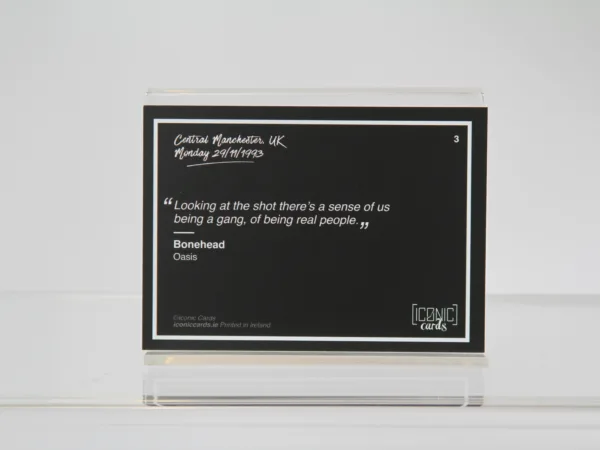 Central Manchester, UK
Monday 29/11/1993
3
“Looking at the shot there's a sense of us
being a gang, of being real people.”
Bonehead
Oasis
©Iconic Cards
iconiccards.ie Printed in Ireland
[ICONIC]
cards